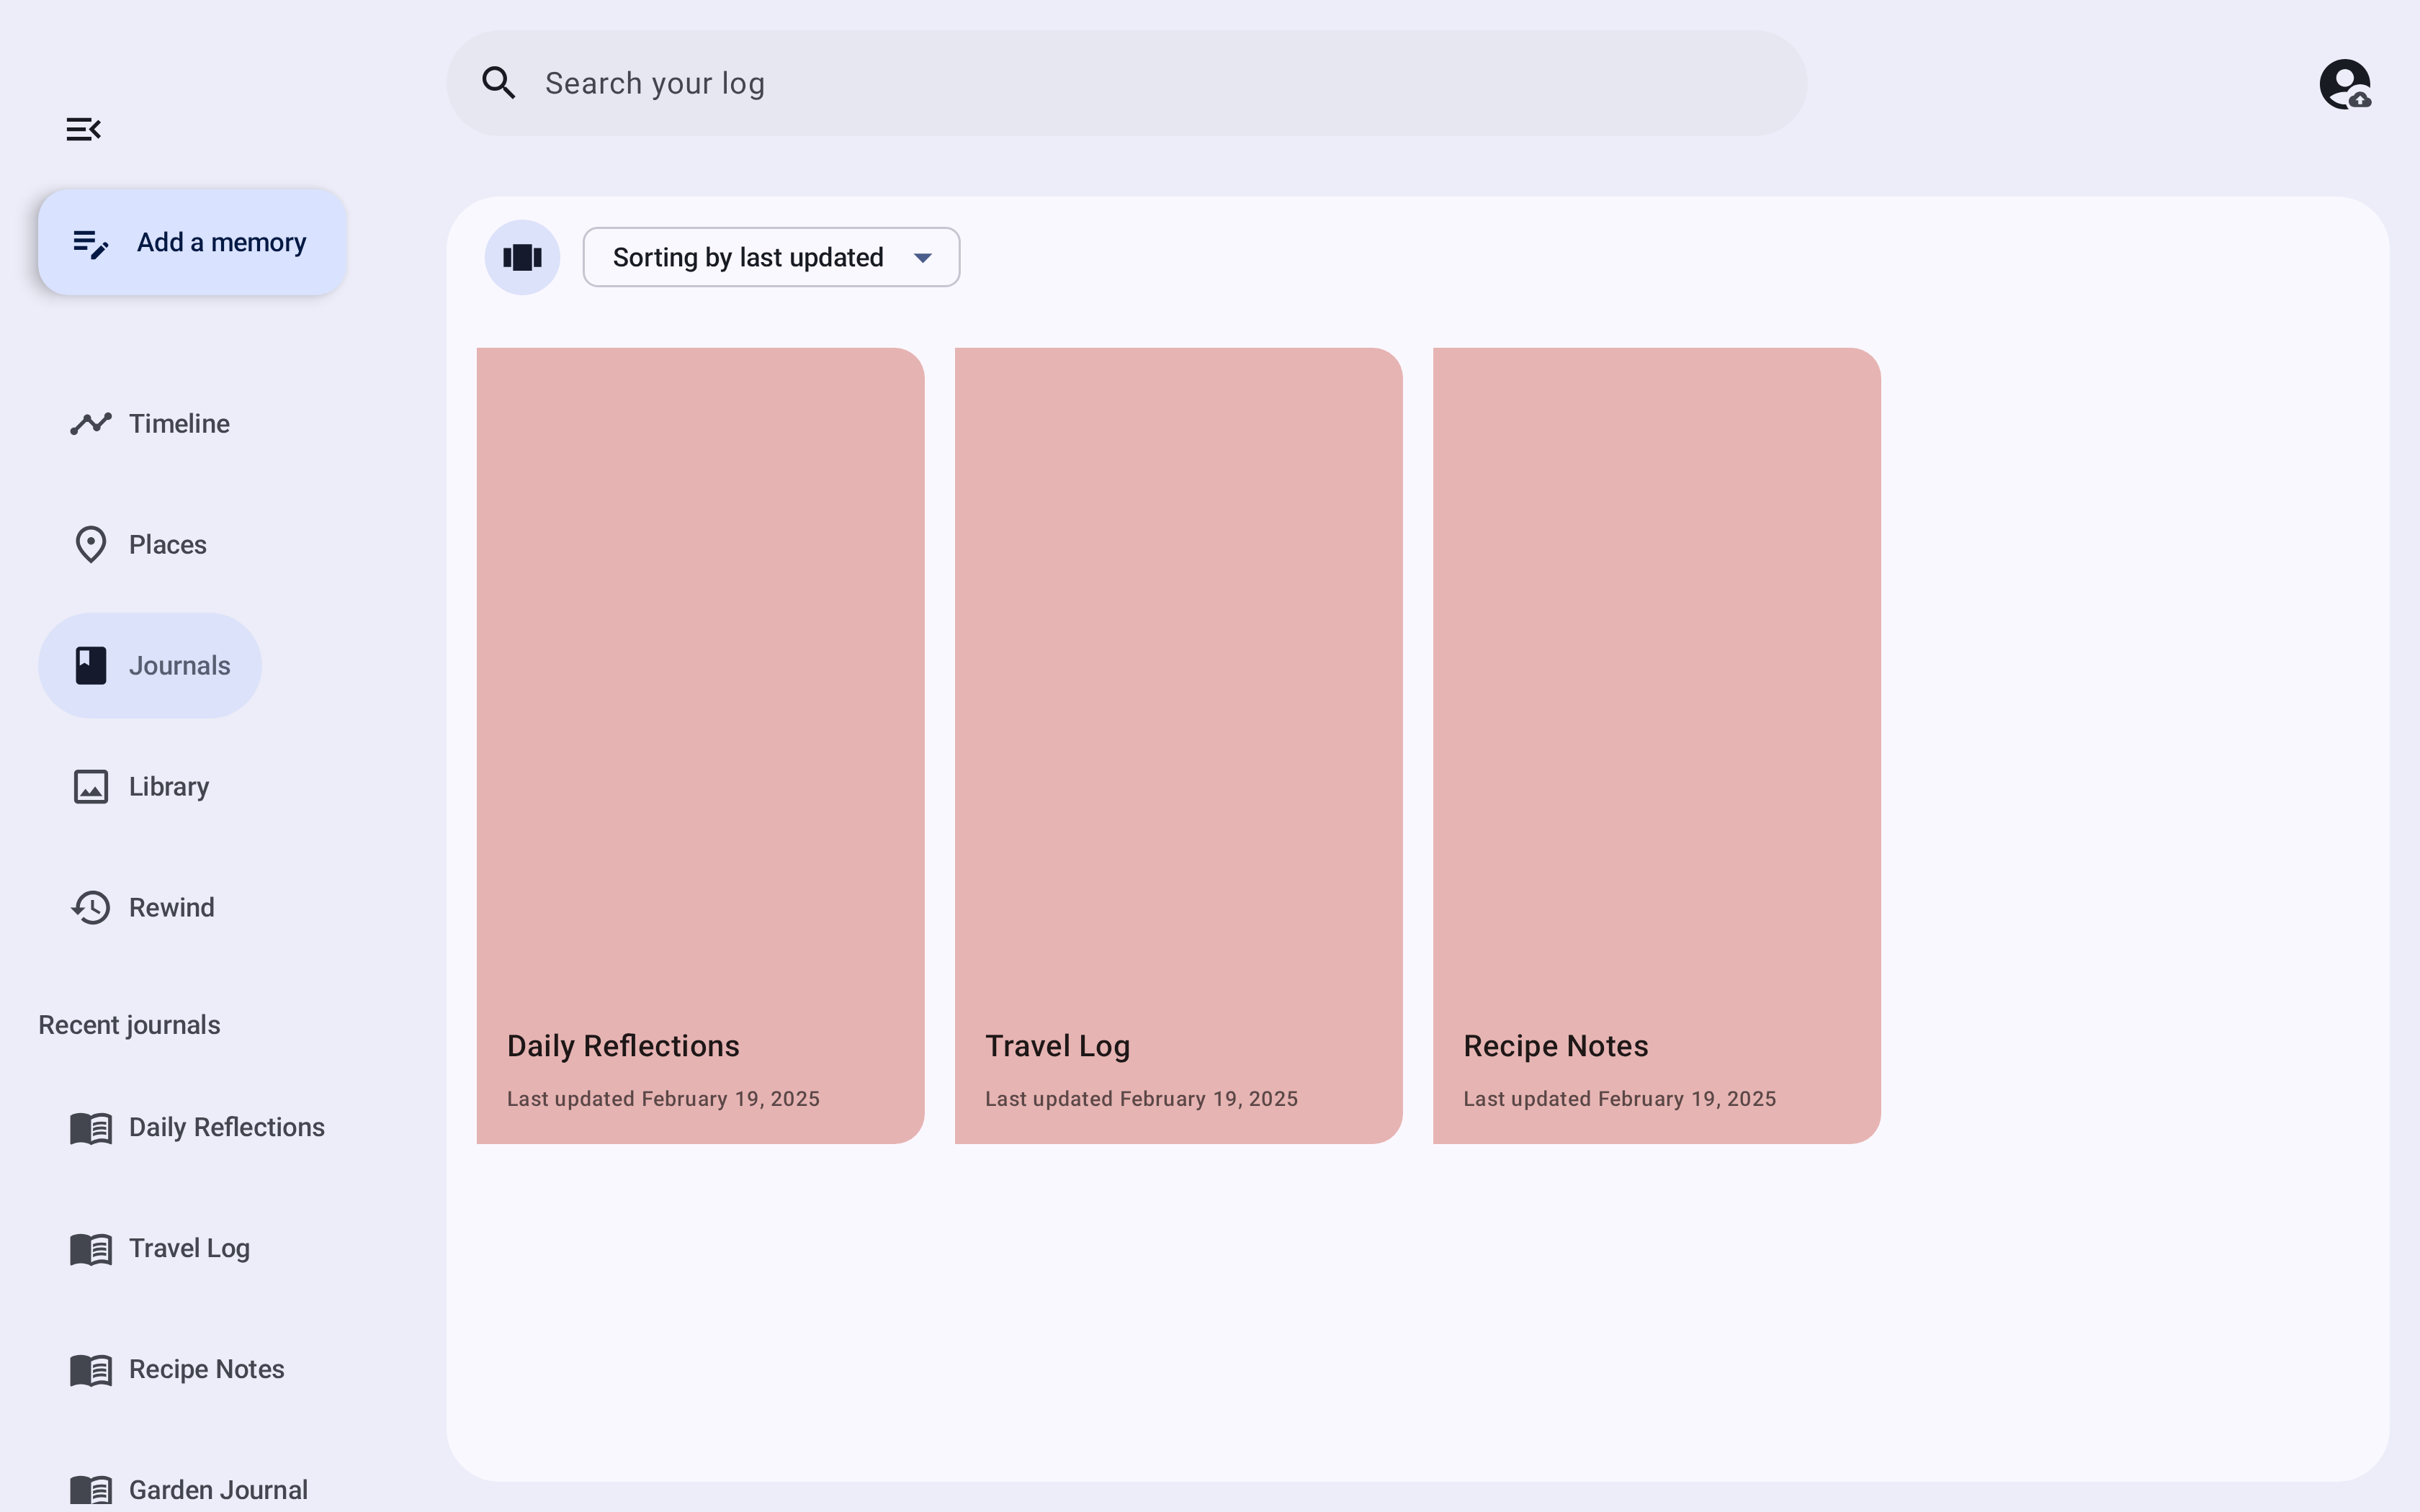 Search your log
Add a memory
Timeline
Places
Journals
Library
Rewind
Recent journals
Daily Reflections
Travel Log
Recipe Notes
Garden Journal
Sorting by last updated
Daily Reflections
Last updated February 19, 2025
Travel Log
Last updated February 19, 2025
Recipe Notes
Last updated February 19, 2025